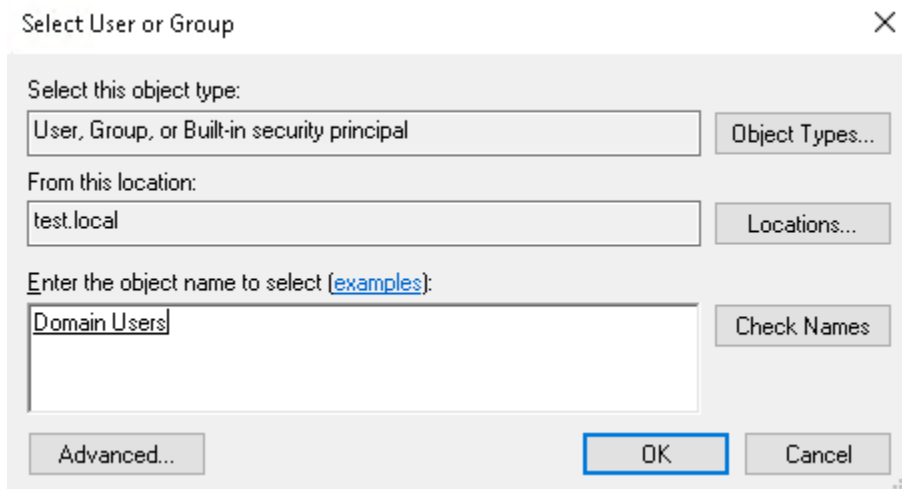 Select User or Group
Select this object type:
User, Group, or Built-in security principal
Object Types...
From this location:
test.local
Locations...
Enter the object name to select (examples):
Domain Users
Check Names
Advanced...
OK
Cancel